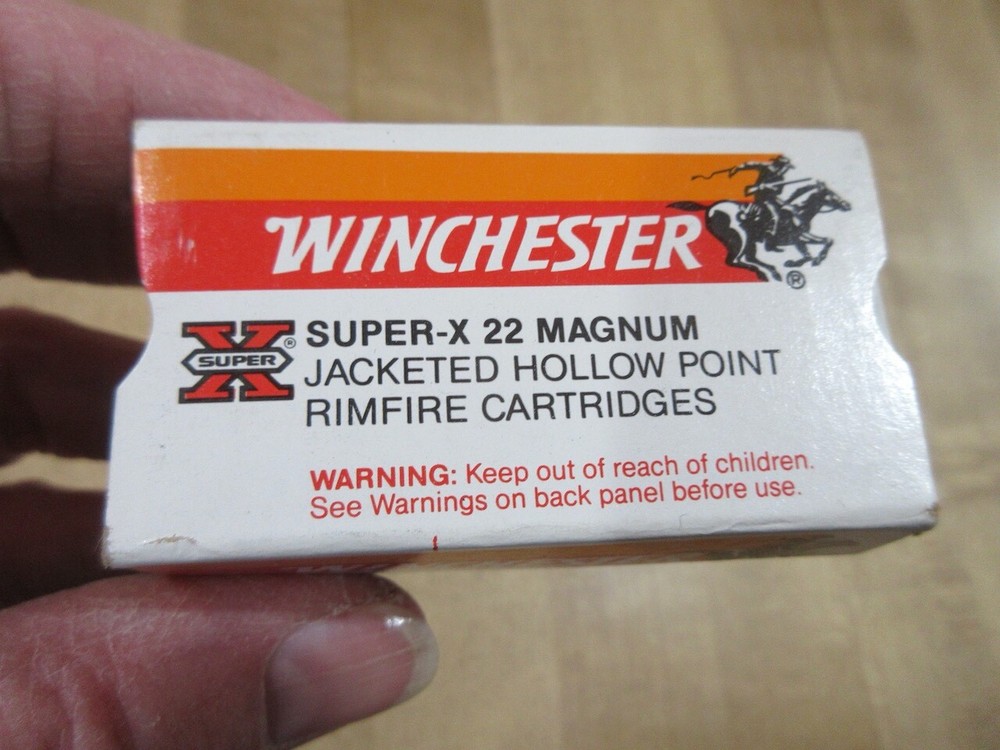 WINCHESTER
®
X SUPER ®
SUPER-X 22 MAGNUM
JACKETED HOLLOW POINT
RIMFIRE CARTRIDGES
WARNING: Keep out of reach of children.
See Warnings on back panel before use.